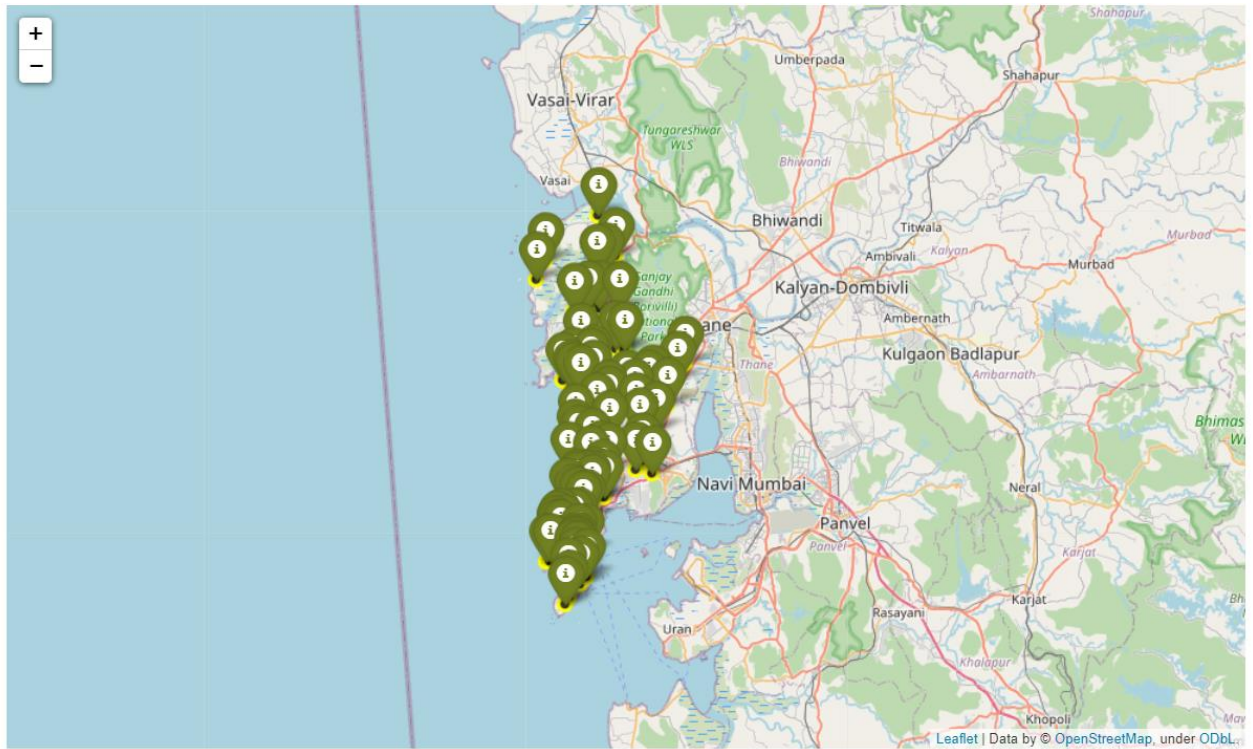 +
−
Shahapur
Umberpada
Shahapur
Vasai-Virar
Tungareshwar
WLS
Bhiwandi
Vasai
Bhiwandi
Titwala
Murbad
Kalyan
Ambivali
Murbad
Kalyan-Dombivli
Ambernath
Kulgaon Badlapur
Thane
Ambarnath
Navi Mumbai
Neral
Panvel
Panvel
Karjat
Rasayani
Karjat
Uran
Khalapur
Khopoli
Leaflet | Data by © OpenStreetMap, under ODbL.